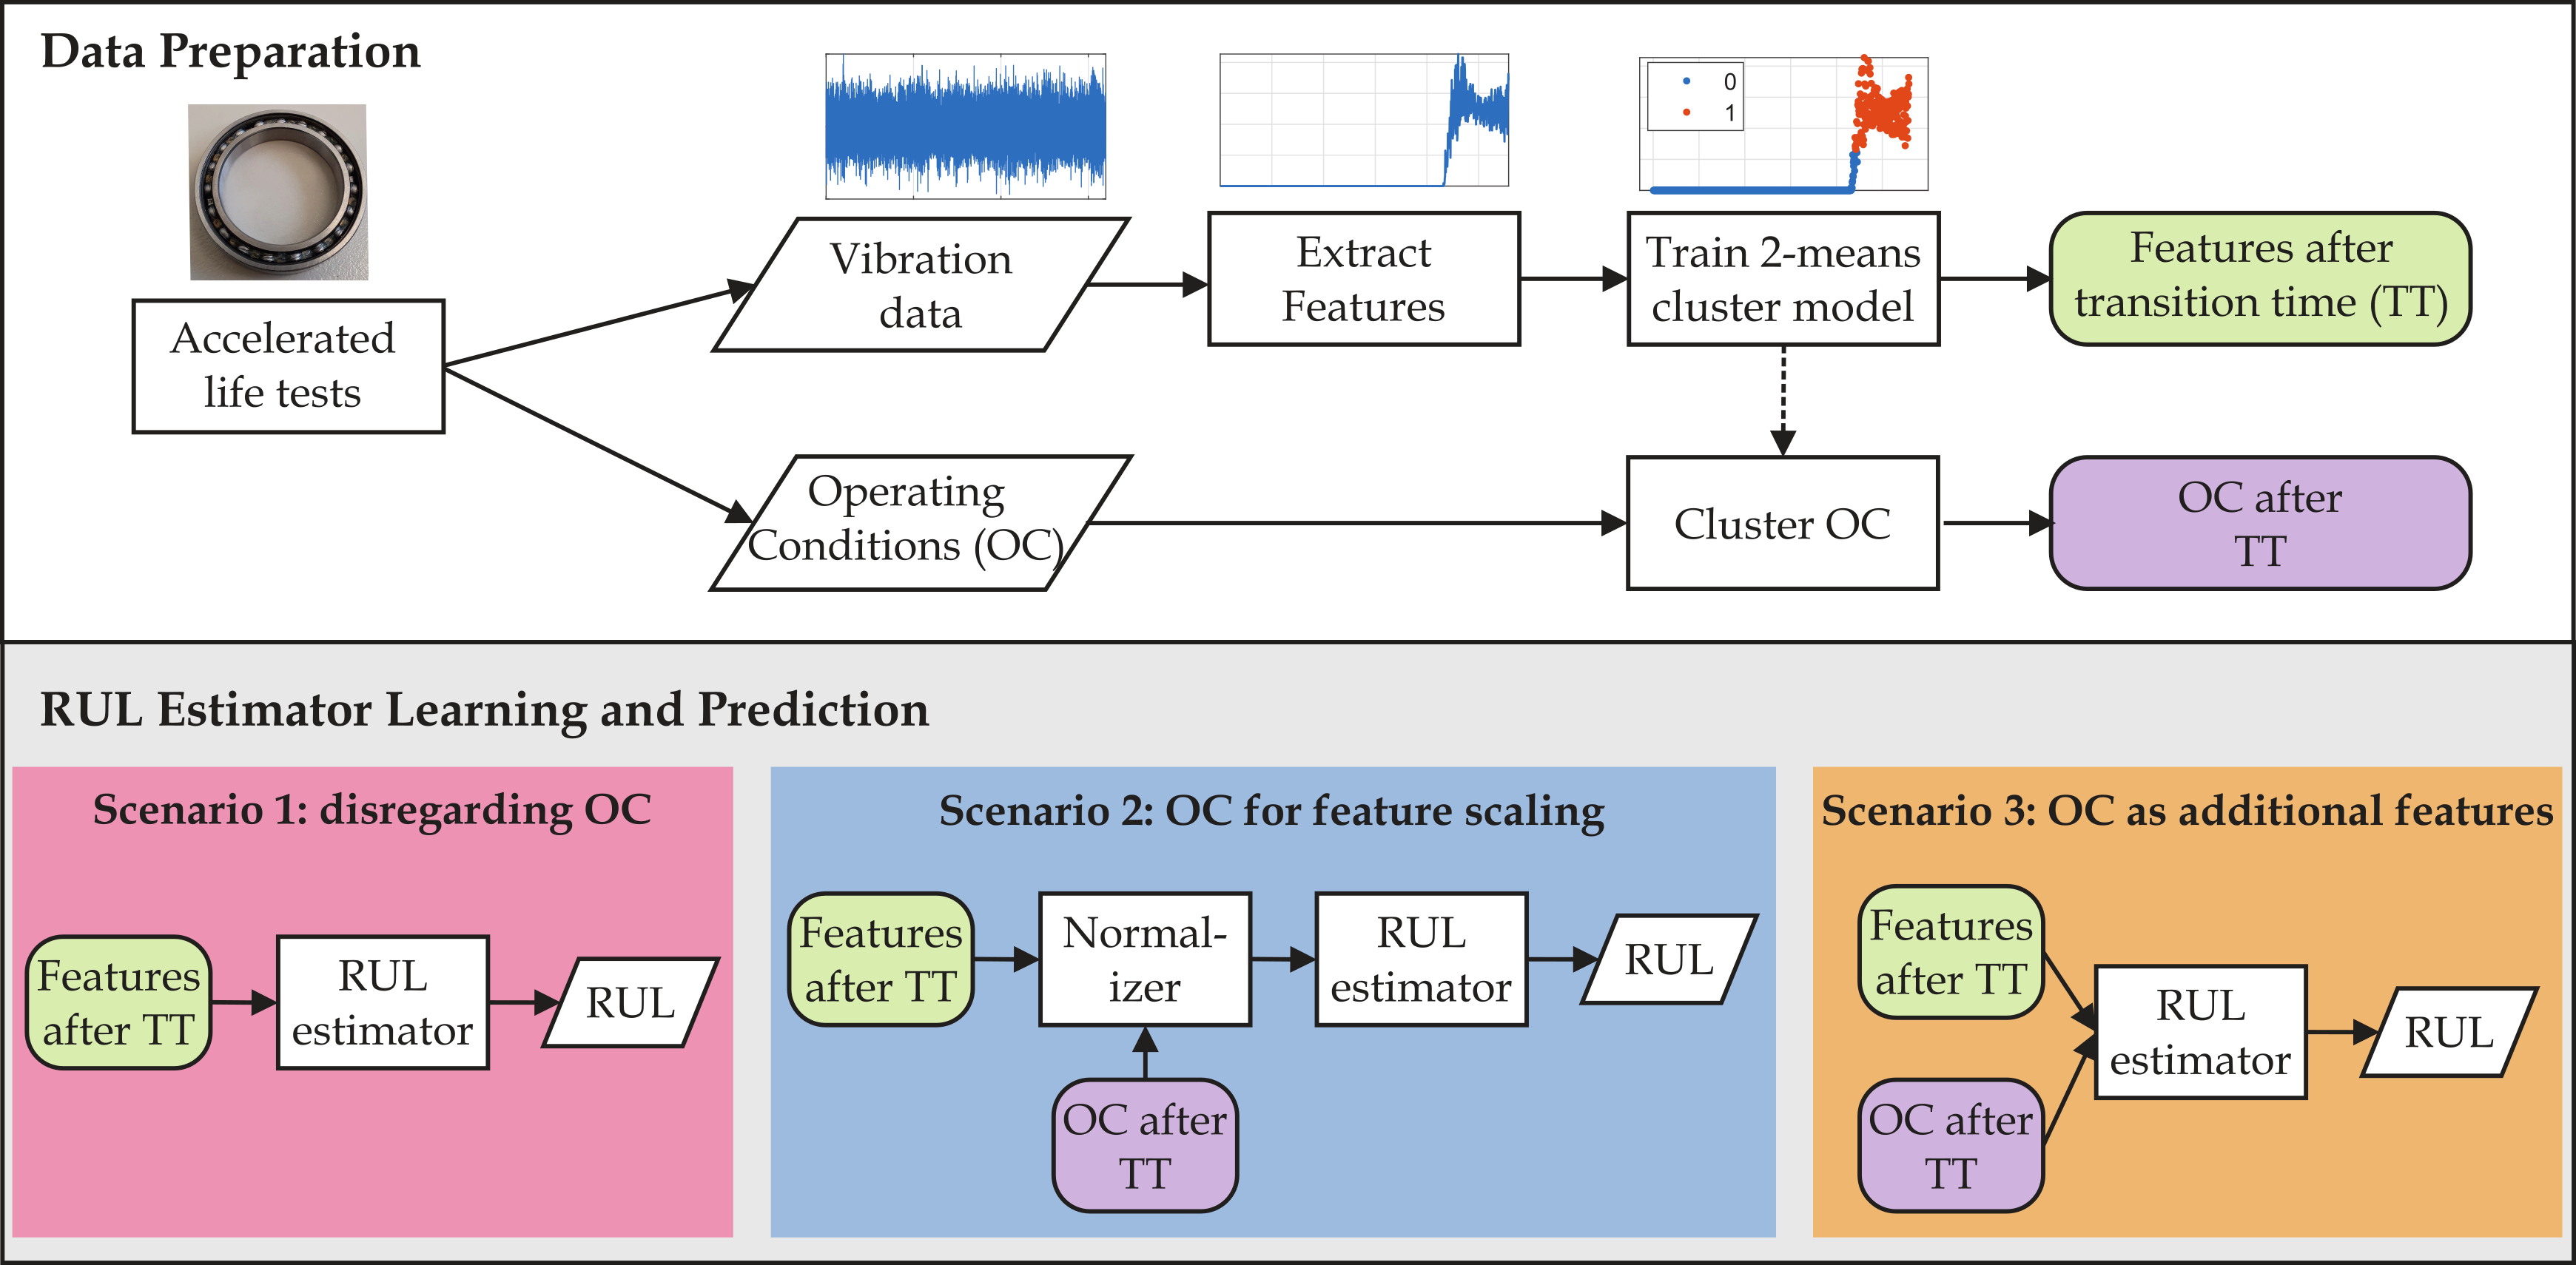 Data Preparation
0
1
Accelerated
life tests
Vibration
data
Extract
Features
Train 2-means
cluster model
Features after
transition time (TT)
Operating
Conditions (OC)
Cluster OC
OC after
TT
RUL Estimator Learning and Prediction
Scenario 1: disregarding OC
Features
after TT
RUL
estimator
RUL
Scenario 2: OC for feature scaling
Features
after TT
Normal-
izer
RUL
estimator
RUL
OC after
TT
Scenario 3: OC as additional features
Features
after TT
OC after
TT
RUL
estimator
RUL